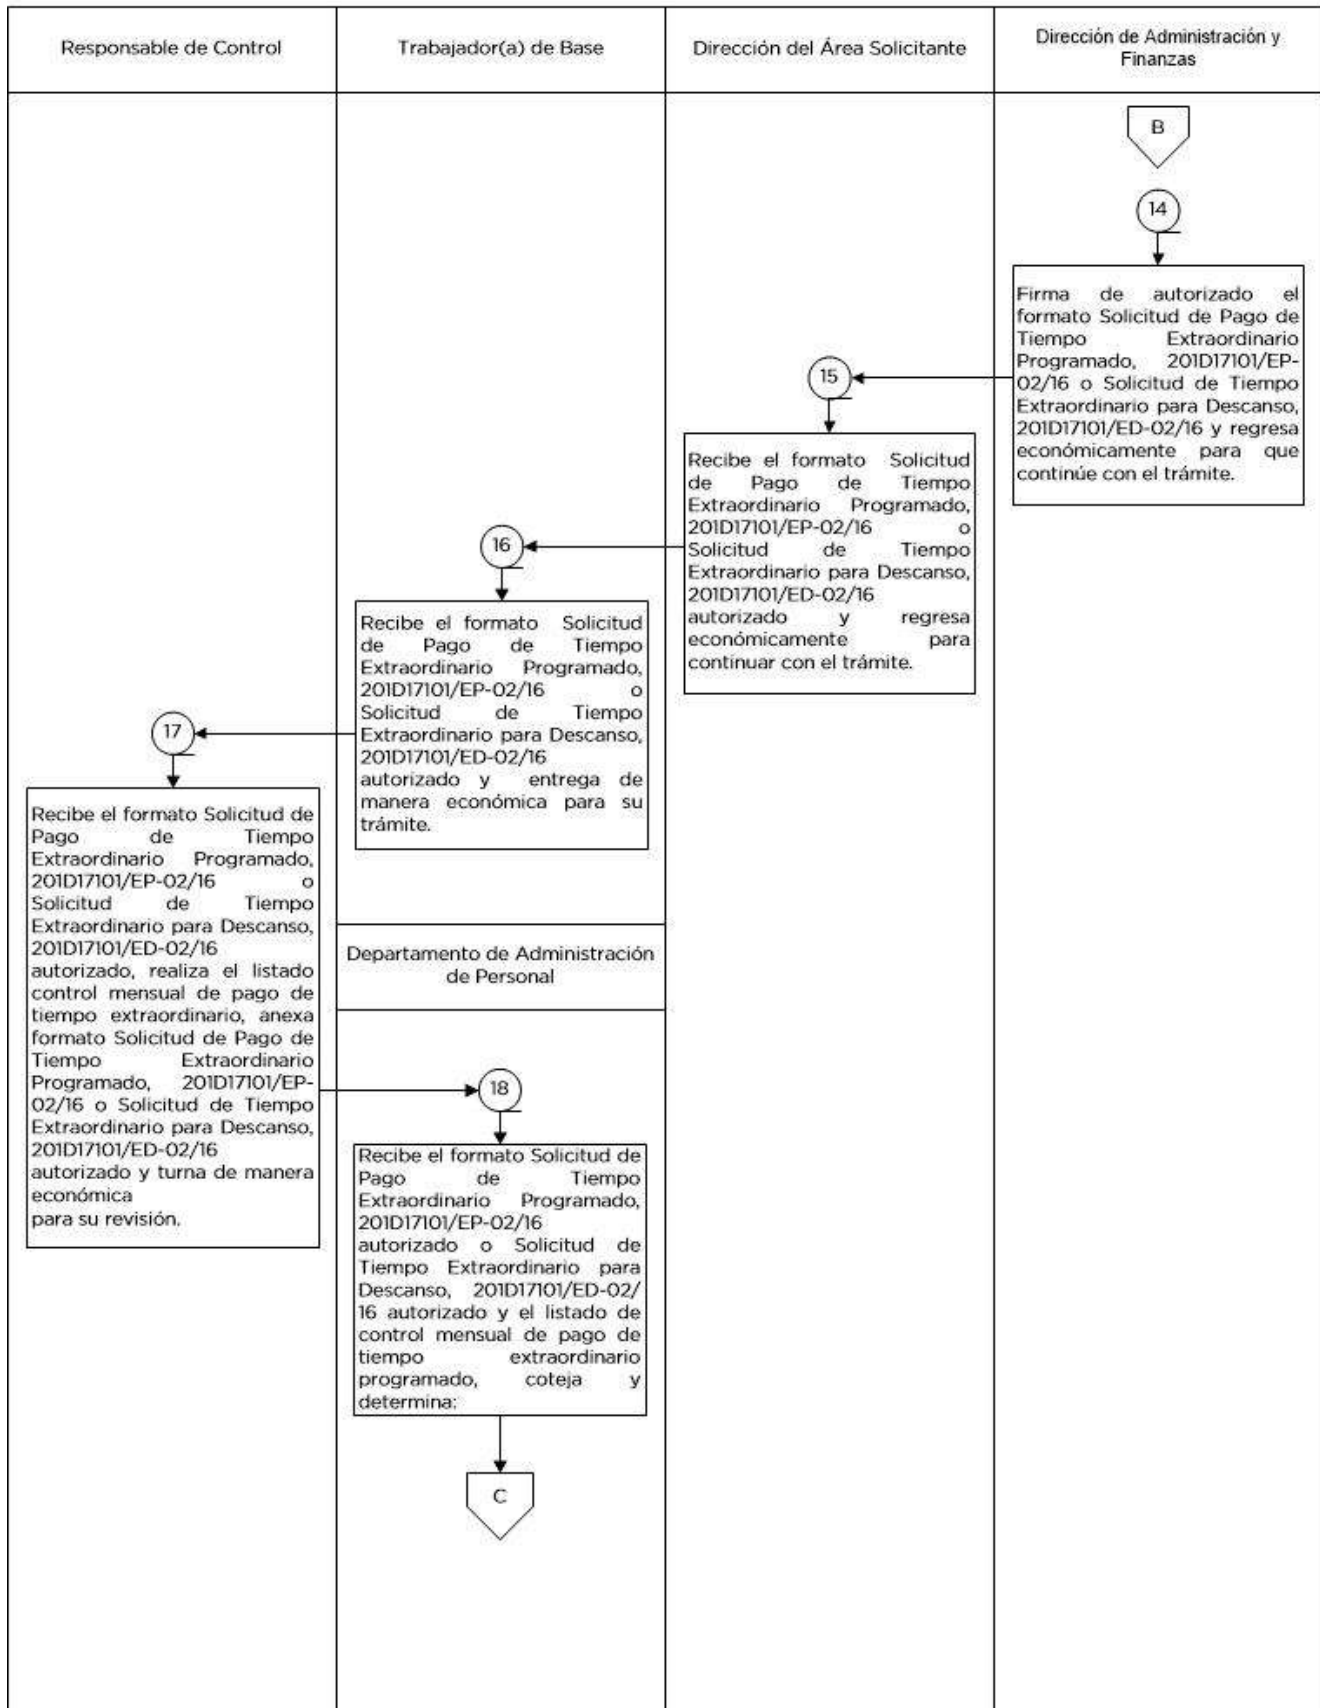 Responsable de Control
Trabajador(a) de Base
Dirección del Área Solicitante
Dirección de Administración y
Finanzas
B
14
Firma de autorizado el
formato Solicitud de Pago de
Tiempo Extraordinario
Programado, 201D17101/EP-
02/16 o Solicitud de Tiempo
Extraordinario para Descanso,
201D17101/ED-02/16 y regresa
económicamente para que
continúe con el trámite.
15
Recibe el formato Solicitud
de Pago de Tiempo
Extraordinario Programado,
201D17101/EP-02/16 o
Solicitud de Tiempo
Extraordinario para Descanso,
201D17101/ED-02/16
autorizado y regresa
económicamente para
continuar con el trámite.
16
Recibe el formato Solicitud
de Pago de Tiempo
Extraordinario Programado,
201D17101/EP-02/16 o
Solicitud de Tiempo
Extraordinario para Descanso,
201D17101/ED-02/16
autorizado y entrega de
manera económica para su
trámite.
17
Recibe el formato Solicitud de
Pago de Tiempo
Extraordinario Programado,
201D17101/EP-02/16 o
Solicitud de Tiempo
Extraordinario para Descanso,
201D17101/ED-02/16
autorizado, realiza el listado
control mensual de pago de
tiempo extraordinario, anexa
formato Solicitud de Pago de
Tiempo Extraordinario
Programado, 201D17101/EP-
02/16 o Solicitud de Tiempo
Extraordinario para Descanso,
201D17101/ED-02/16
autorizado y turna de manera
económica
para su revisión.
Departamento de Administración
de Personal
18
Recibe el formato Solicitud de
Pago de Tiempo
Extraordinario Programado,
201D17101/EP-02/16
autorizado o Solicitud de
Tiempo Extraordinario para
Descanso, 201D17101/ED-02/
16 autorizado y el listado de
control mensual de pago de
tiempo extraordinario
programado, coteja y
determina:
C